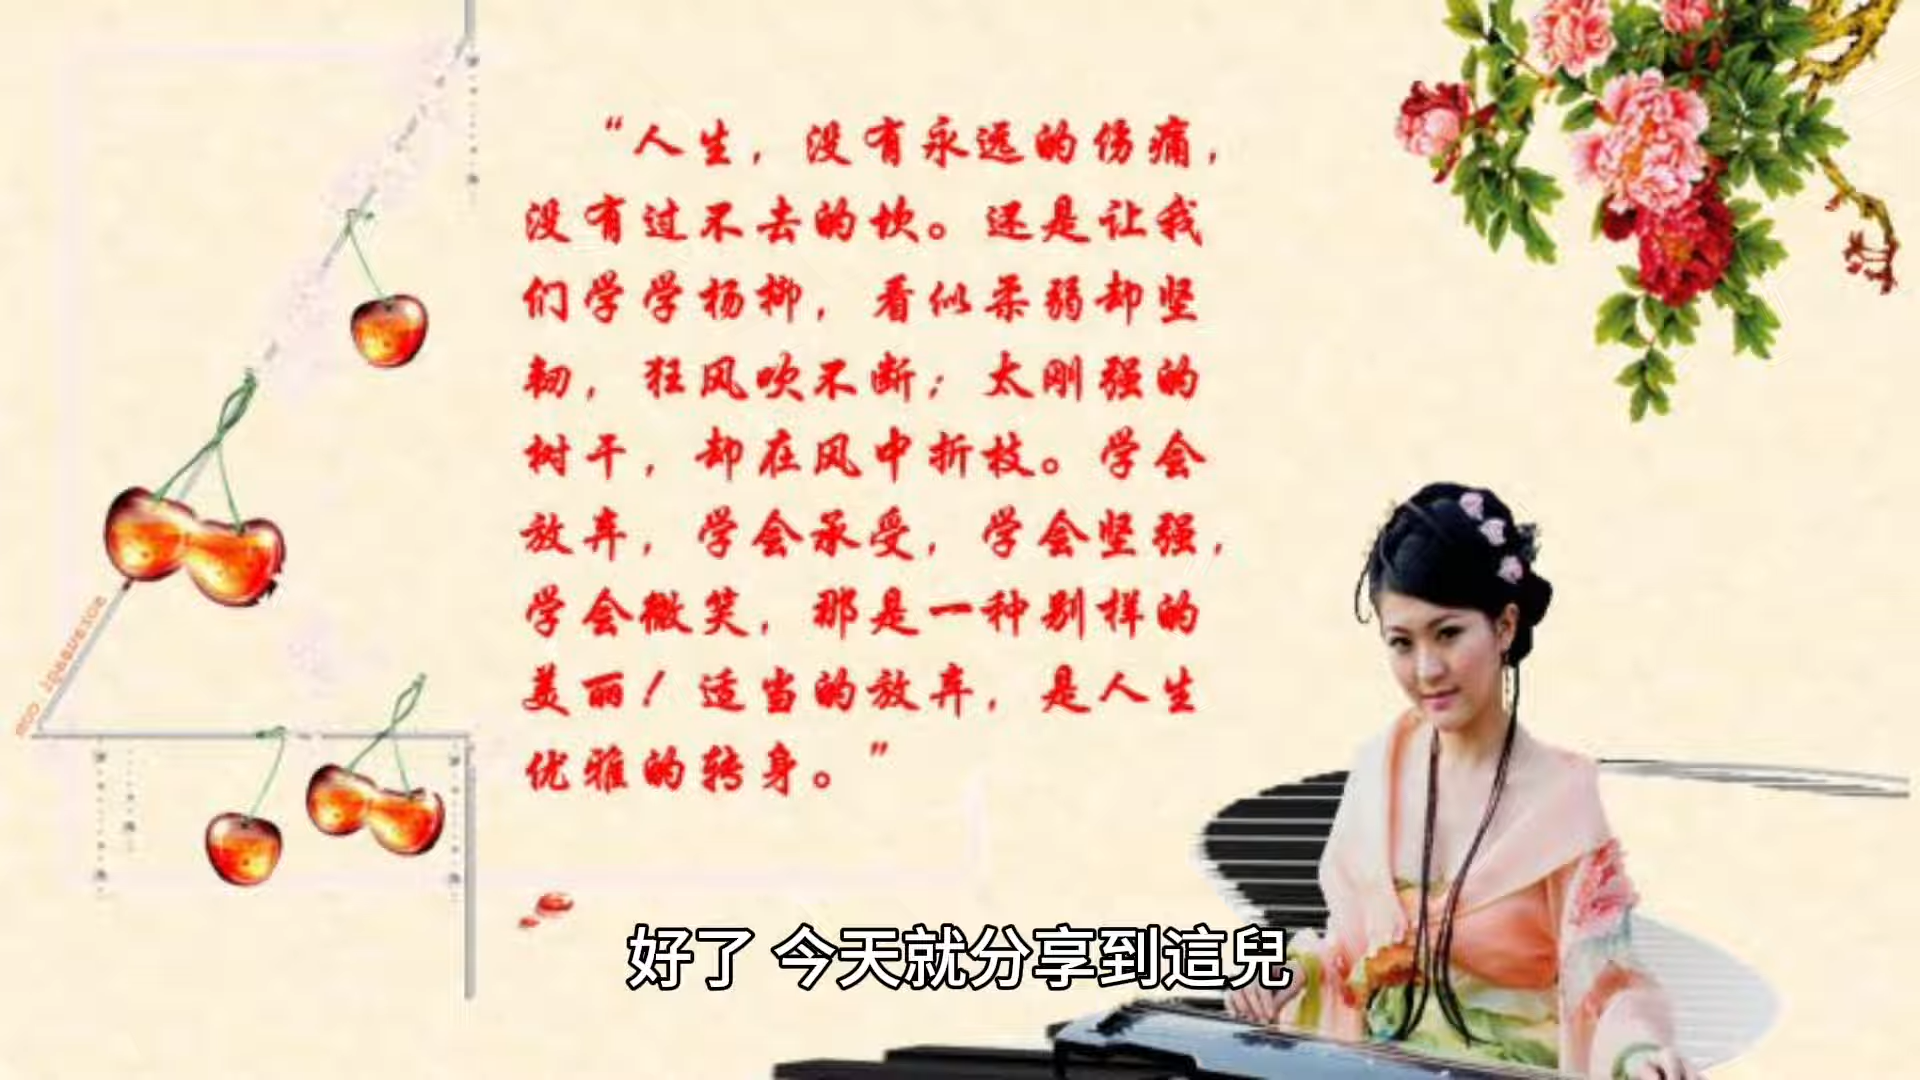 “人生，没有永远的伤痛，
没有过不去的坎。还是让我
们学学杨柳，看似柔弱却坚
韧，狂风吹不断；太刚强的
树干，却在风中折枝。学会
放弃，学会承受，学会坚强，
学会微笑，那是一种别样的
美丽！适当的放弃，是人生
优雅的转身。”
好了 今天就分享到這兒